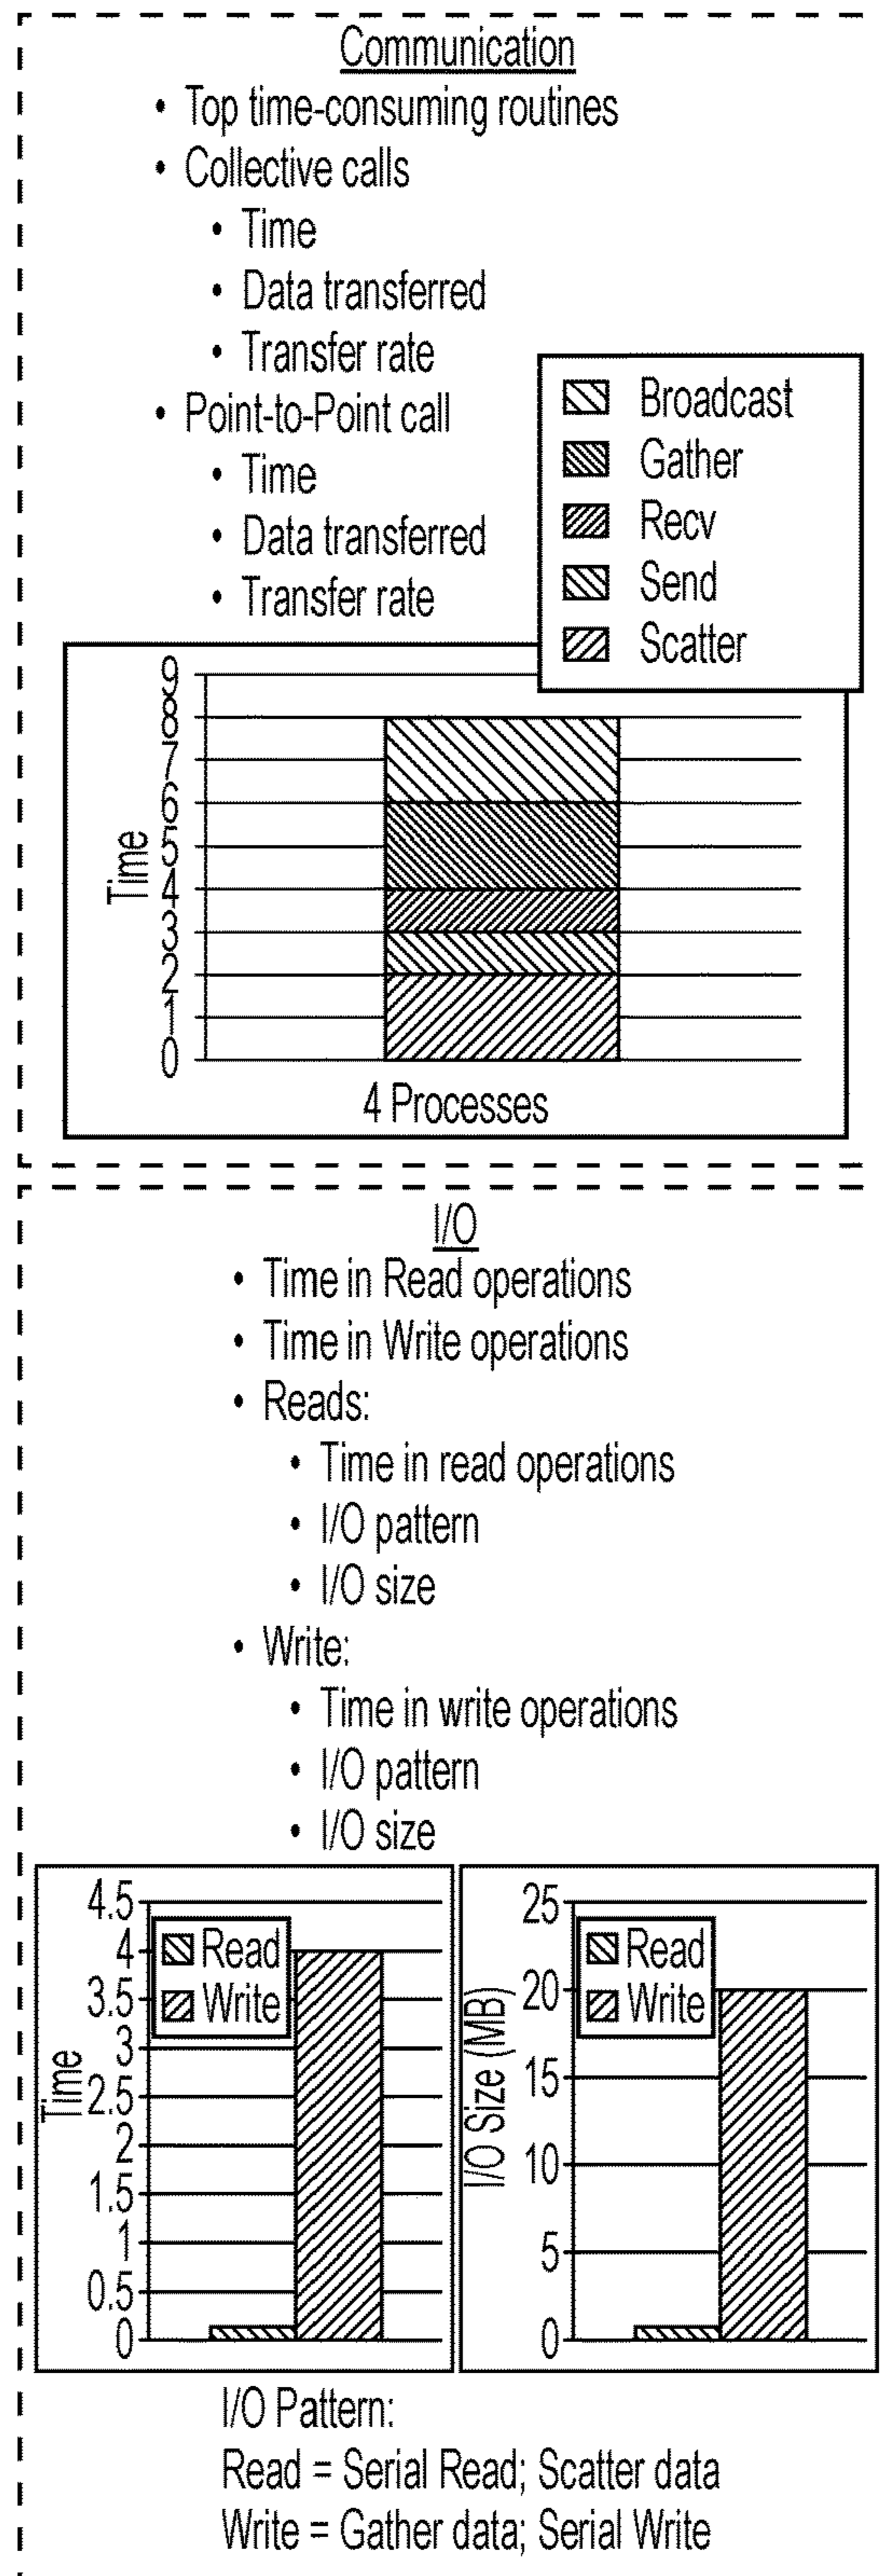 Communication
• Top time-consuming routines
• Collective calls
• Time
• Data transferred
• Transfer rate
• Point-to-Point call
• Time
• Data transferred
• Transfer rate
Broadcast
Gather
Recv
Send
Scatter
Time
9
8
7
6
5
4
3
2
1
0
4 Processes
I/O
• Time in Read operations
• Time in Write operations
• Reads:
• Time in read operations
• I/O pattern
• I/O size
• Write:
• Time in write operations
• I/O pattern
• I/O size
Time
4.5
4
3.5
3
2.5
2
1.5
1
0.5
0
Read
Write
I/O Size (MB)
25
20
15
10
5
0
Read
Write
I/O Pattern:
Read = Serial Read; Scatter data
Write = Gather data; Serial Write